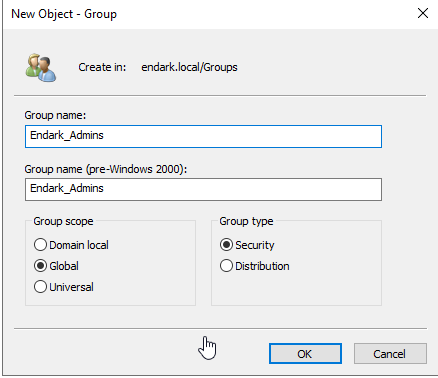 New Object - Group
Create in: endark.local/Groups
Group name:
Endark_Admins
Group name (pre-Windows 2000):
Endark_Admins
Group scope
Domain local
Global
Universal
Group type
Security
Distribution
OK
Cancel